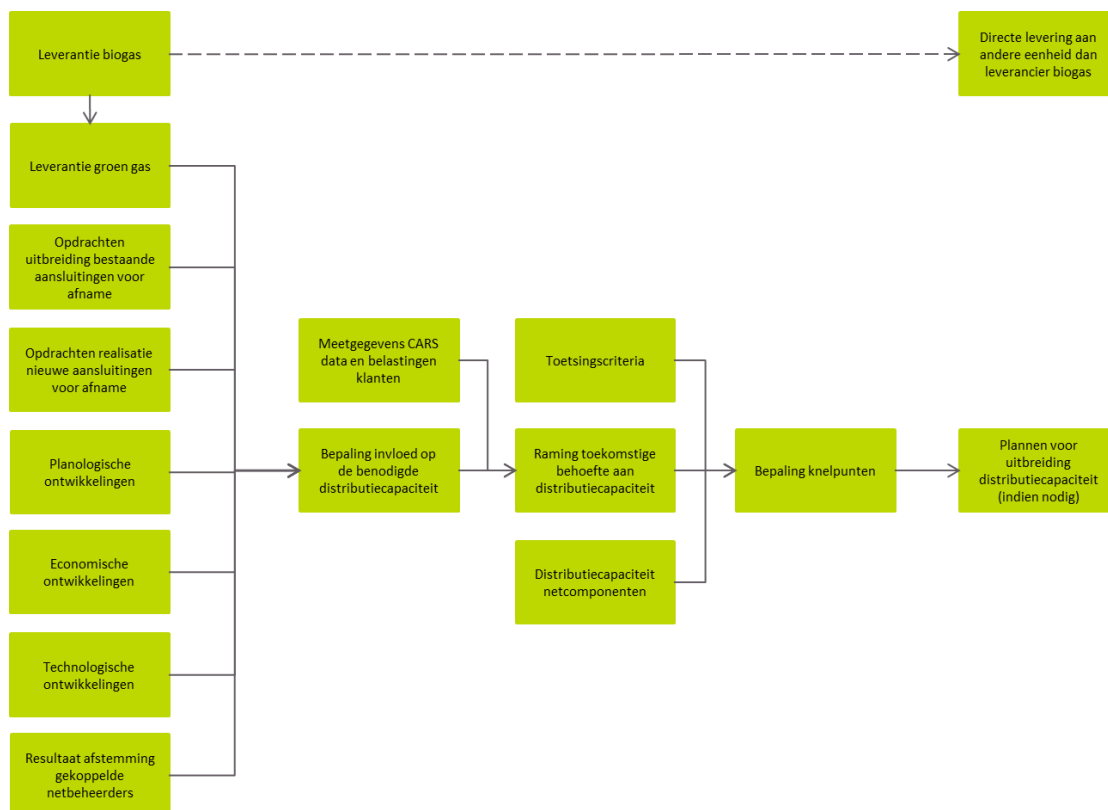 Leverantie biogas
Directe levering aan
andere eenheid dan
leverancier biogas
Leverantie groen gas
Opdrachten
uitbreiding bestaande
aansluitingen voor
afname
Opdrachten realisatie
nieuwe aansluitingen
voor afname
Planologische
ontwikkelingen
Economische
ontwikkelingen
Technologische
ontwikkelingen
Resultaat afstemming
gekoppelde
netbeheerders
Meetgegevens CARS
data en belastingen
klanten
Bepaling invloed op
de benodigde
distributiecapaciteit
Toetsingscriteria
Raming toekomstige
behoefte aan
distributiecapaciteit
Distributiecapaciteit
netcomponenten
Bepaling knelpunten
Plannen voor
uitbreiding
distributiecapaciteit
(indien nodig)